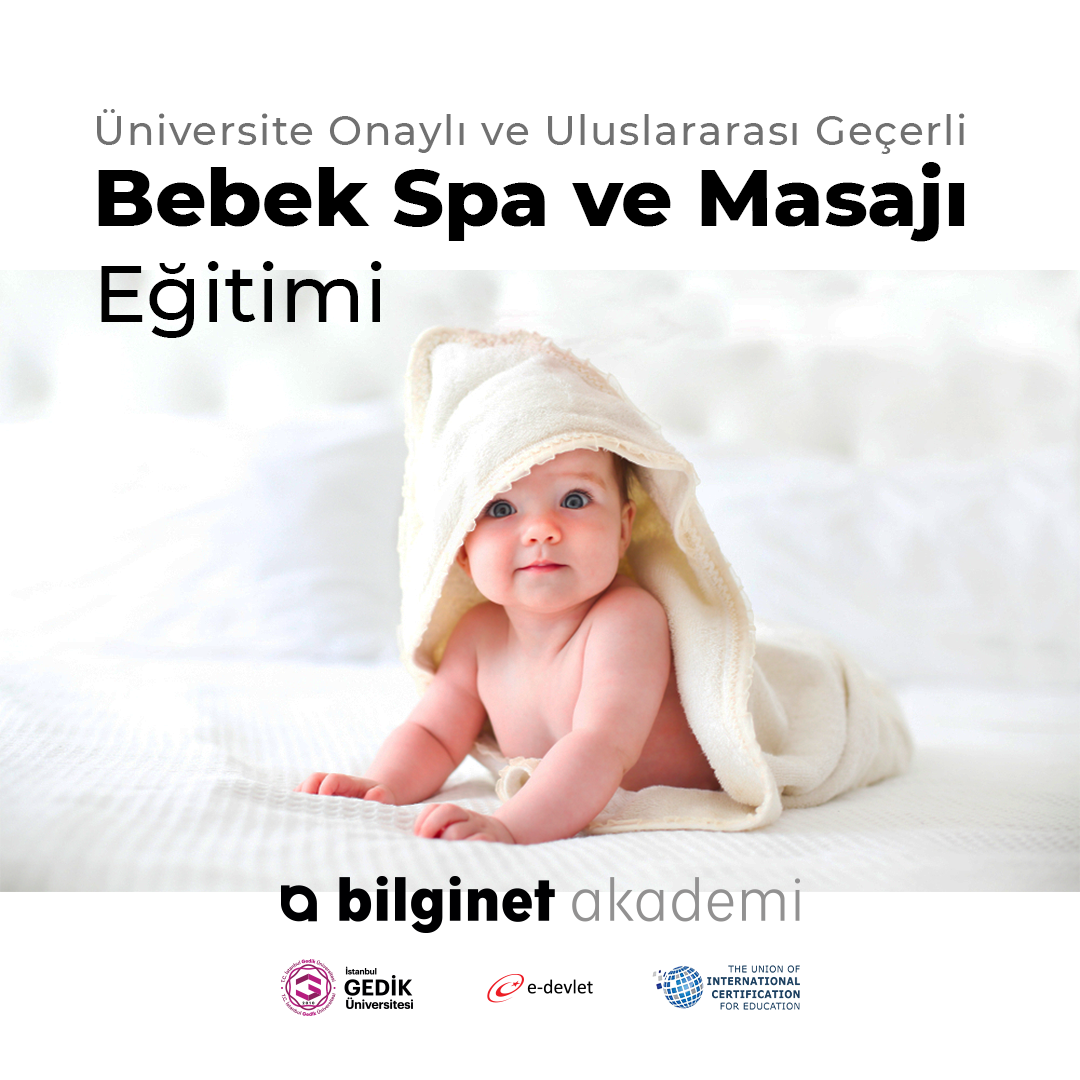 Üniversite Onaylı ve Uluslararası Geçerli
Bebek Spa ve Masajı
Eğitimi
bilginet akademi
İstanbul
GEDİK
Üniversitesi
2010
e-devlet
THE UNION OF
INTERNATIONAL
CERTIFICATION
FOR EDUCATION